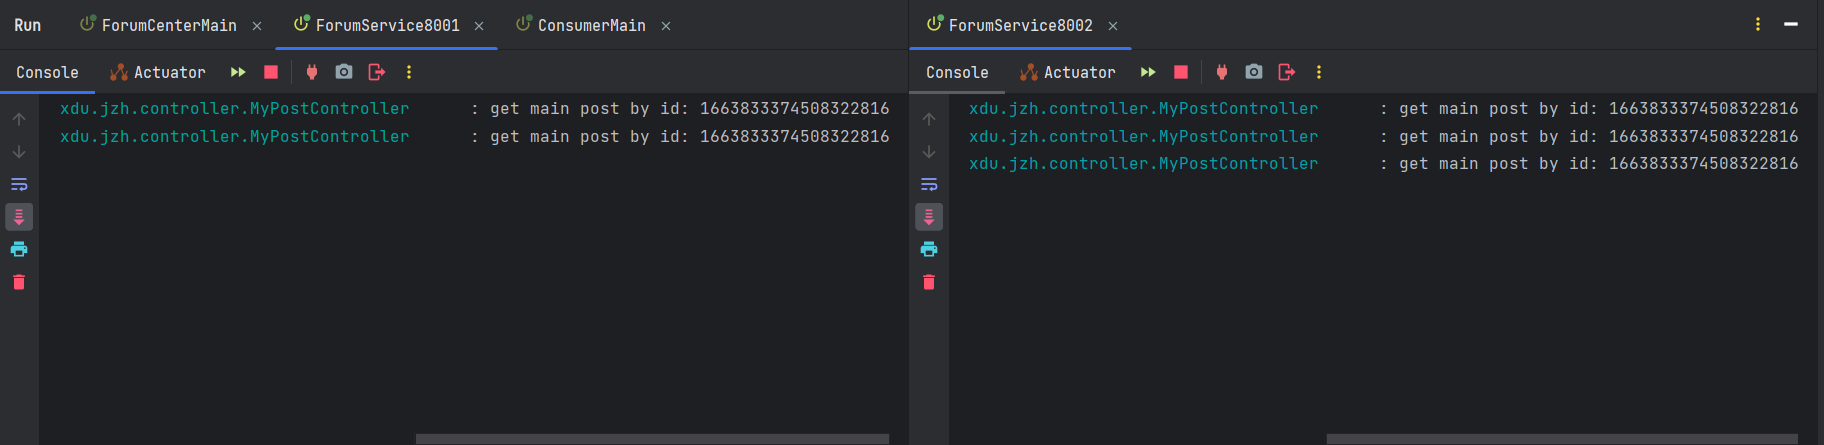 Run ForumCenterMain ForumService8001 ConsumerMain
Console Actuator
xdu.jzh.controller.MyPostController : get main post by id: 1663833374508322816
xdu.jzh.controller.MyPostController : get main post by id: 1663833374508322816
ForumService8002
Console Actuator
xdu.jzh.controller.MyPostController : get main post by id: 1663833374508322816
xdu.jzh.controller.MyPostController : get main post by id: 1663833374508322816
xdu.jzh.controller.MyPostController : get main post by id: 1663833374508322816